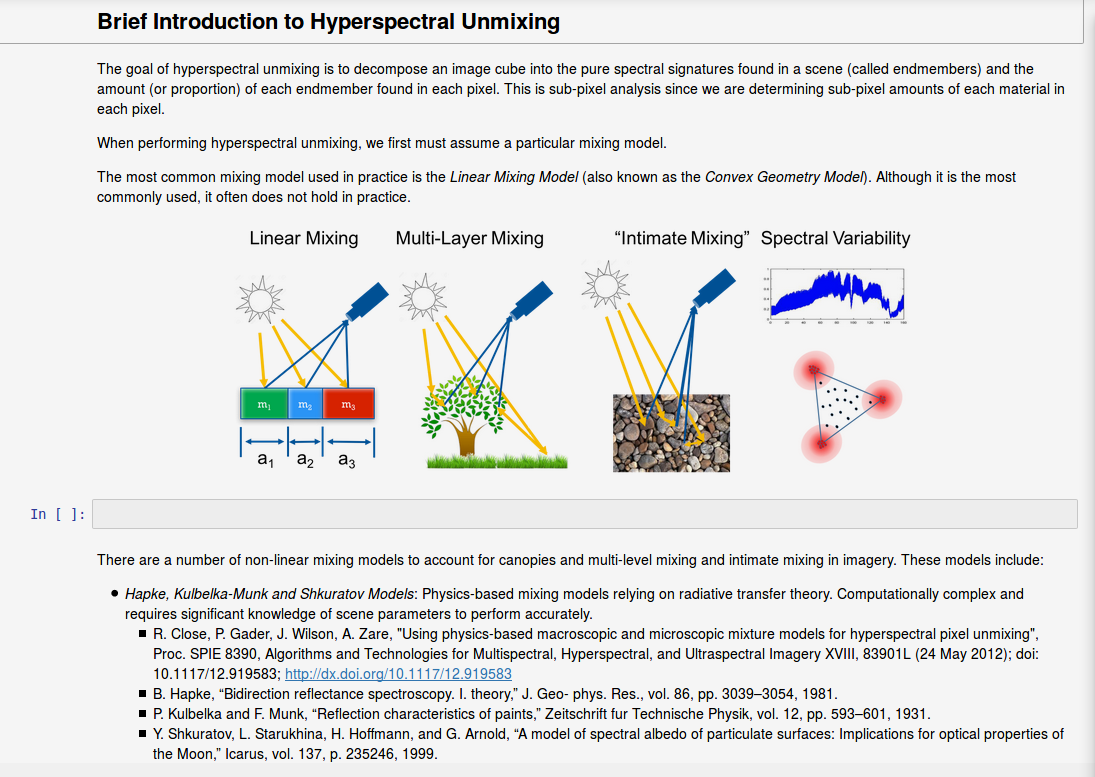 Brief Introduction to Hyperspectral Unmixing
The goal of hyperspectral unmixing is to decompose an image cube into the pure spectral signatures found in a scene (called endmembers) and the
amount (or proportion) of each endmember found in each pixel. This is sub-pixel analysis since we are determining sub-pixel amounts of each material in
each pixel.
When performing hyperspectral unmixing, we first must assume a particular mixing model.
The most common mixing model used in practice is the Linear Mixing Model (also known as the Convex Geometry Model). Although it is the most
commonly used, it often does not hold in practice.
Linear Mixing Multi-Layer Mixing “Intimate Mixing” Spectral Variability
m1 m2 m3
a1 a2 a3
In [ ]:
There are a number of non-linear mixing models to account for canopies and multi-level mixing and intimate mixing in imagery. These models include:
• Hapke, Kulbelka-Munk and Shkuratov Models: Physics-based mixing models relying on radiative transfer theory. Computationally complex and
requires significant knowledge of scene parameters to perform accurately.
▪ R. Close, P. Gader, J. Wilson, A. Zare, "Using physics-based macroscopic and microscopic mixture models for hyperspectral pixel unmixing",
Proc. SPIE 8390, Algorithms and Technologies for Multispectral, Hyperspectral, and Ultraspectral Imagery XVIII, 83901L (24 May 2012); doi:
10.1117/12.919583; http://dx.doi.org/10.1117/12.919583
▪ B. Hapke, “Bidirection reflectance spectroscopy. I. theory,” J. Geo- phys. Res., vol. 86, pp. 3039–3054, 1981.
▪ P. Kulbelka and F. Munk, “Reflection characteristics of paints,” Zeitschrift fur Technische Physik, vol. 12, pp. 593–601, 1931.
▪ Y. Shkuratov, L. Starukhina, H. Hoffmann, and G. Arnold, “A model of spectral albedo of particulate surfaces: Implications for optical properties of
the Moon,” Icarus, vol. 137, p. 235246, 1999.